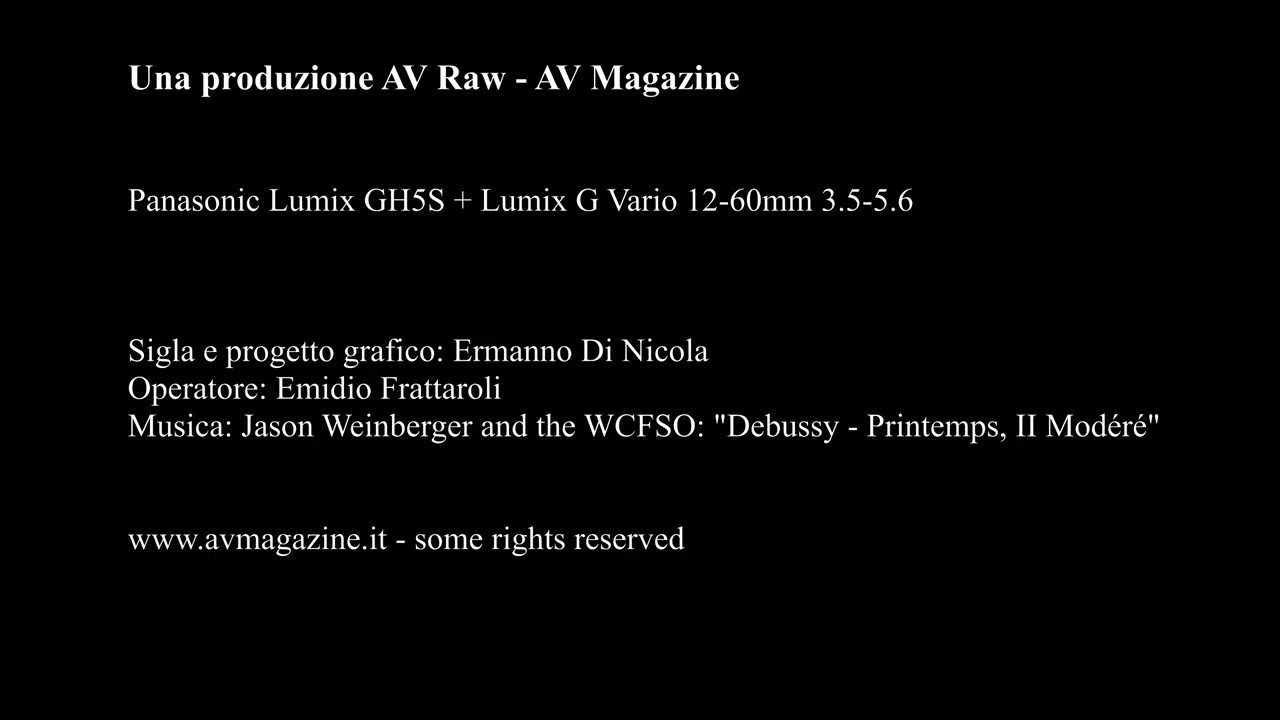 Una produzione AV Raw - AV Magazine
Panasonic Lumix GH5S + Lumix G Vario 12-60mm 3.5-5.6
Sigla e progetto grafico: Ermanno Di Nicola
Operatore: Emidio Frattaroli
Musica: Jason Weinberger and the WCFSO: "Debussy - Printemps, II Modéré"
www.avmagazine.it - some rights reserved